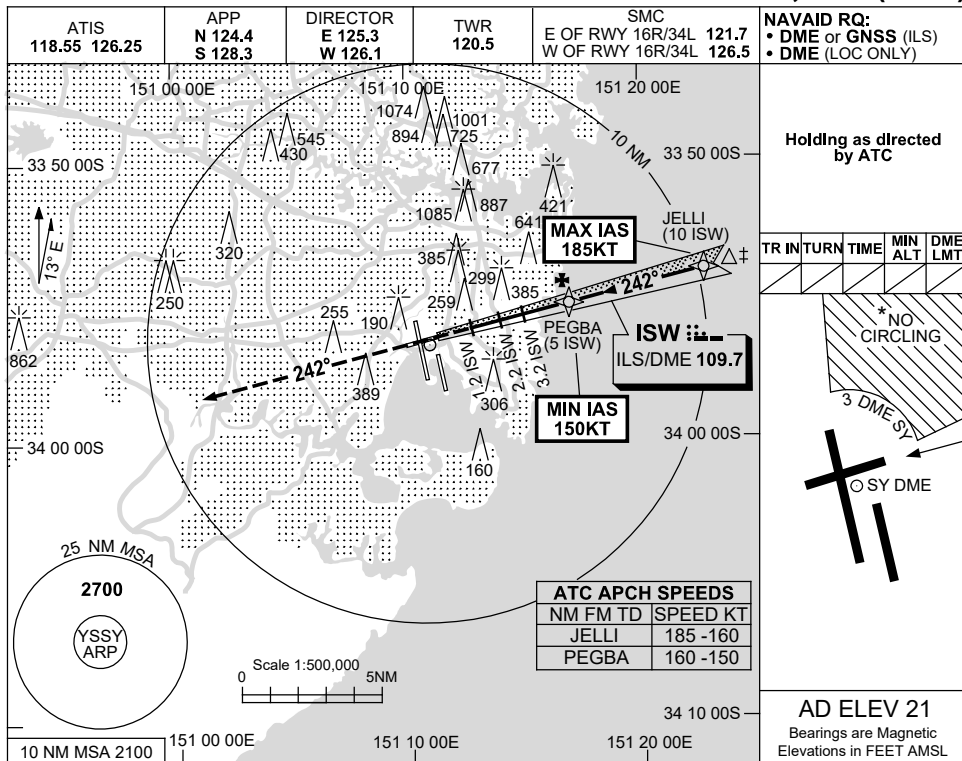 ATIS
118.55 126.25
APP
N 124.4
S 128.3
DIRECTOR
E 125.3
W 126.1
TWR
120.5
SMC
E OF RWY 16R/34L 121.7
W OF RWY 16R/34L 126.5
NAVAID RQ:
• DME or GNSS (ILS)
• DME (LOC ONLY)
151 00 00E
151 10 00E
151 20 00E
1074
1001
894
725
545
430
677
10 NM
33 50 00S
33 50 00S
Holding as directed
by ATC
1085
887
421
641
JELLI
(10 ISW)
MAX IAS
185KT
13° E
320
385
299
250
259
385
242°
TR IN
TURN
TIME
MIN
ALT
DME
LMT
‡
862
255
190
PEGBA
(5 ISW)
ISW
ILS/DME 109.7
*NO
CIRCLING
242°
389
1.2 ISW
2.2 ISW
3.2 ISW
306
MIN IAS
150KT
3 DME SY
34 00 00S
34 00 00S
160
SY DME
25 NM MSA
2700
YSSY
ARP
ATC APCH SPEEDS
NM FM TD
SPEED KT
JELLI
185 -160
PEGBA
160 -150
Scale 1:500,000
0
5NM
34 10 00S
AD ELEV 21
Bearings are Magnetic
Elevations in FEET AMSL
10 NM MSA 2100
151 00 00E
151 10 00E
151 20 00E